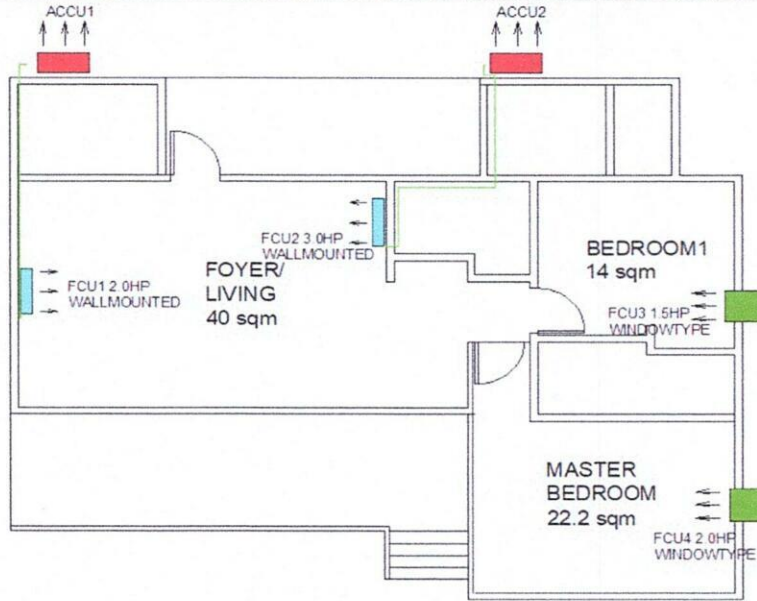 ACCU1
ACCU2
FCU2 3.0HP
WALLMOUNTED
FCU1 2.0HP
WALLMOUNTED
FOYER/
LIVING
40 sqm
BEDROOM1
14 sqm
FCU3 1.5HP
WINDOWTYPE
MASTER
BEDROOM
22.2 sqm
FCU4 2.0HP
WINDOWTYPE